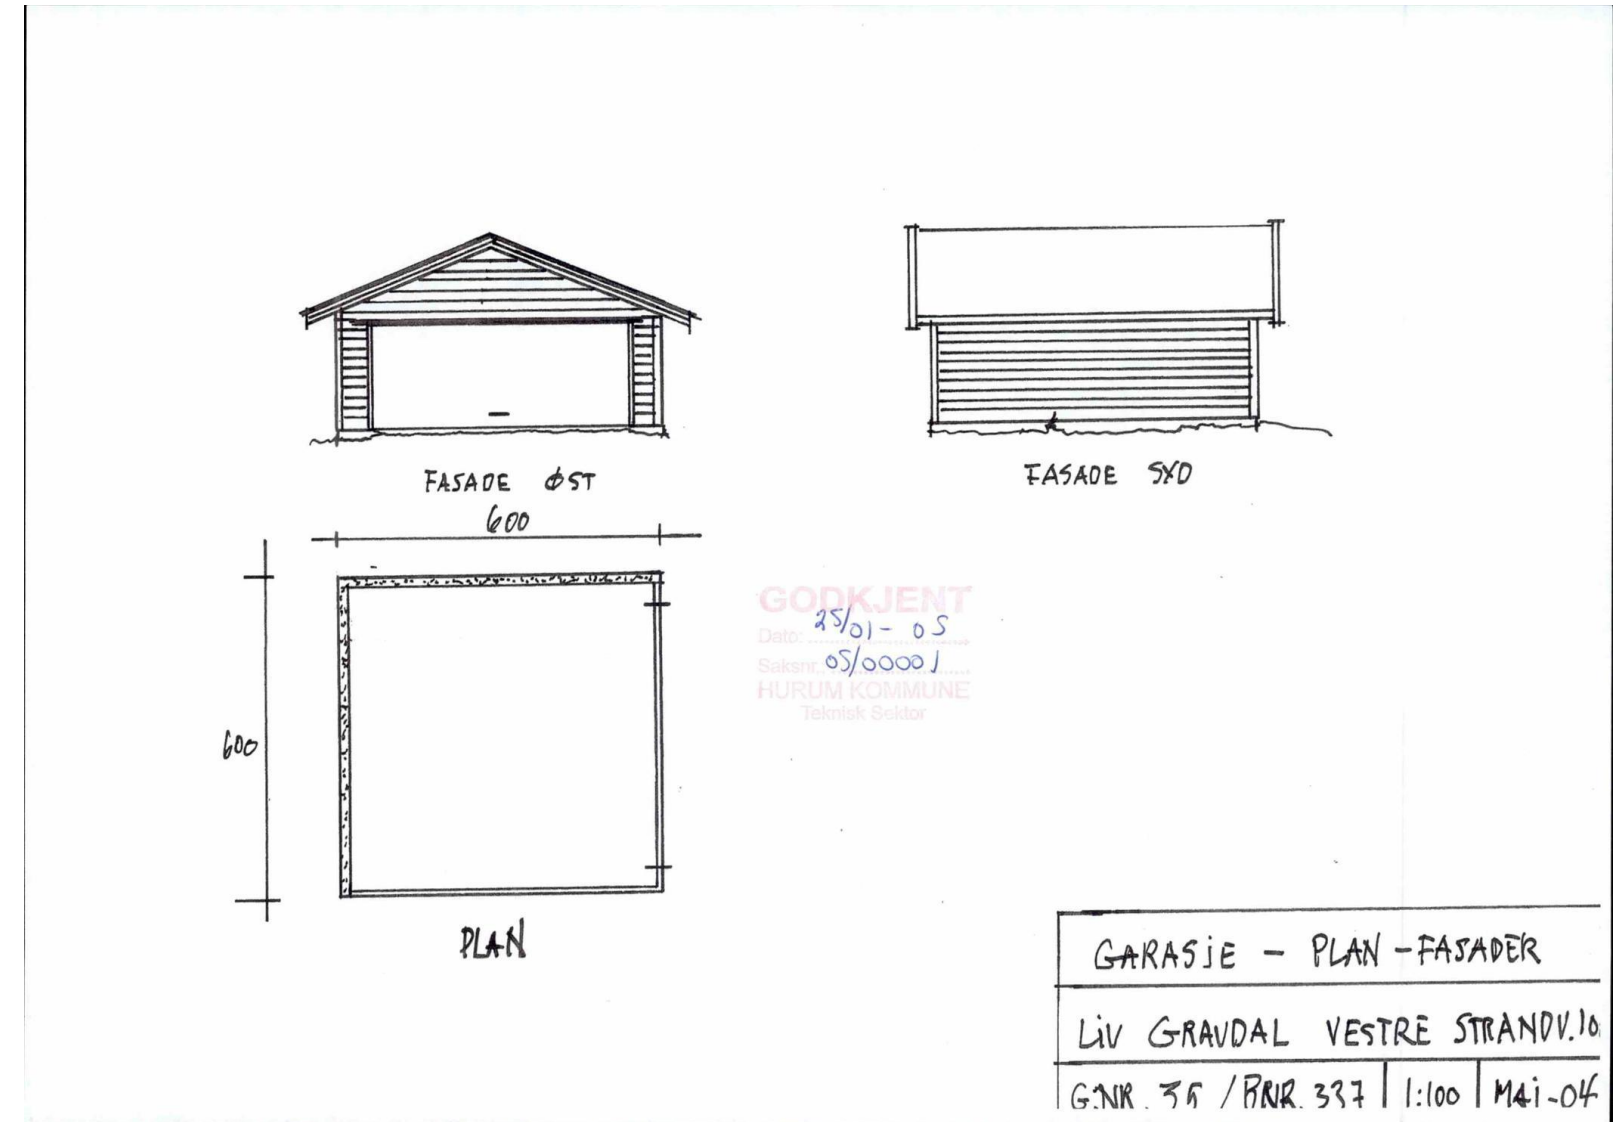 FASADE ØST
FASADE SYD
600
600
PLAN
GODKJENT
Dato: 25/01-05
Saksnr.: 05/00001
HURUM KOMMUNE
Teknisk Sektor
GARASJE - PLAN - FASADER
LIV GRAVDAL VESTRE STRANDV. 10
G.NR. 35 / BNR. 337 1:100 MAI-04